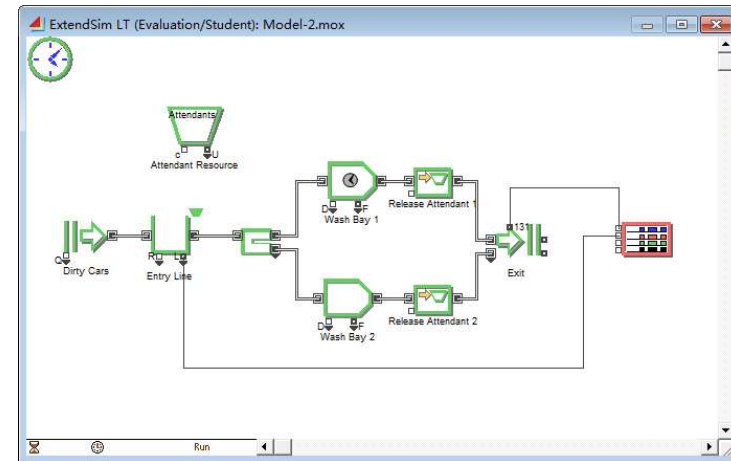 ExtendSim LT (Evaluation/Student): Model-2.mox
Attendants
C U
Attendant Resource
D F
Wash Bay 1
Release Attendant 1
131
Q
Dirty Cars
R L
Entry Line
Exit
D F
Wash Bay 2
Release Attendant 2
Run